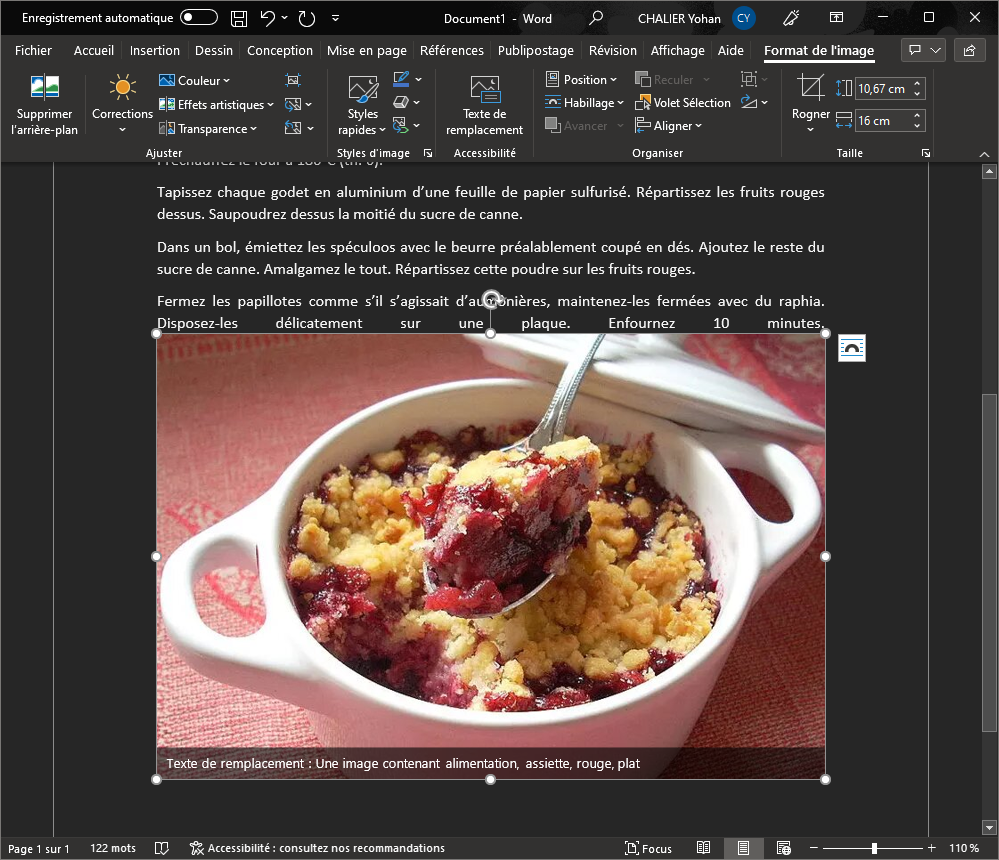 Enregistrement automatique
Document1 - Word
CHALIER Yohan
CY
Fichier Accueil Insertion Dessin Conception Mise en page Références Publipostage Révision Affichage Aide Format de l'image
Supprimer l'arrière-plan
Corrections
Couleur
Effets artistiques
Transparence
Ajuster
Styles rapides
Styles d'image
Texte de remplacement
Accessibilité
Position
Habillage
Avancer
Reculer
Volet Sélection
Aligner
Organiser
Rogner
10,67 cm
16 cm
Taille
Préchauffez le four à 180°C (th. 6).
Tapissez chaque godet en aluminium d'une feuille de papier sulfurisé. Répartissez les fruits rouges
dessus. Saupoudrez dessus la moitié du sucre de canne.
Dans un bol, émiettez les spéculoos avec le beurre préalablement coupé en dés. Ajoutez le reste du
sucre de canne. Amalgamez le tout. Répartissez cette poudre sur les fruits rouges.
Fermez les papillotes comme s'il s'agissait d'aumônières, maintenez-les fermées avec du raphia.
Disposez-les délicatement sur une plaque. Enfournez 10 minutes.
Texte de remplacement : Une image contenant alimentation, assiette, rouge, plat
Page 1 sur 1
122 mots
Accessibilité : consultez nos recommandations
Focus
110 %